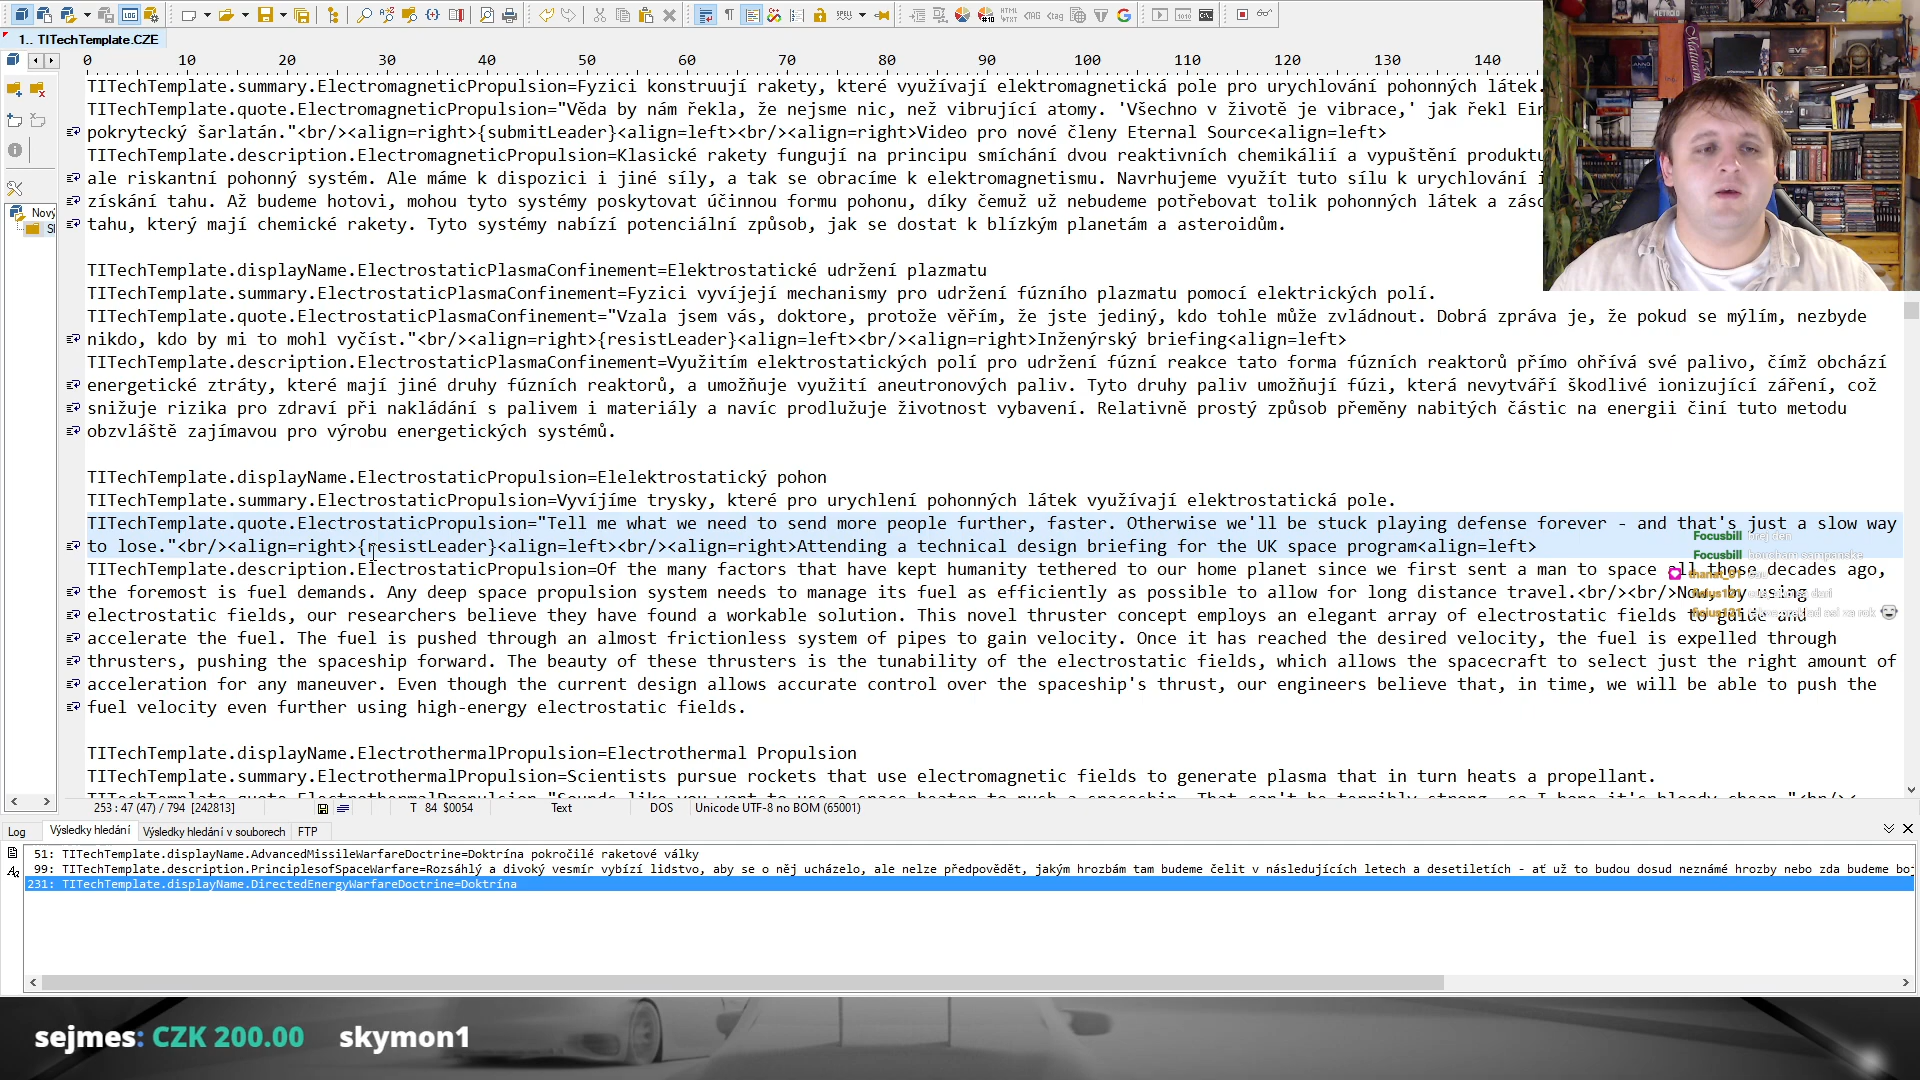 1.. TITechTemplate.CZE
0 10 20 30 40 50 60 70 80 90 100 110 120 130 140
TITechTemplate.summary.ElectromagneticPropulsion=Fyzici konstruují rakety, které využívají elektromagnetická pole pro urychlování pohonných látek.
TITechTemplate.quote.ElectromagneticPropulsion="Věda by nám řekla, že nejsme nic, než vibrující atomy. 'Všechno v životě je vibrace,' jak řekl
pokrytecký šarlatán."<br/><align=right>{submitLeader}<align=left><br/><align=right>Video pro nové členy Eternal Source<align=left>
TITechTemplate.description.ElectromagneticPropulsion=Klasické rakety fungují na principu smíchání dvou reaktivních chemikálií a vypuštění
ale riskantní pohonný systém. Ale máme k dispozici i jiné síly, a tak se obracíme k elektromagnetismu. Navrhujeme využít tuto sílu k urychlování
získání tahu. Až budeme hotovi, mohou tyto systémy poskytovat účinnou formu pohonu, díky čemuž už nebudeme potřebovat tolik pohonných látek a
tahu, který mají chemické rakety. Tyto systémy nabízí potenciální způsob, jak se dostat k blízkým planetám a asteroidům.
TITechTemplate.displayName.ElectrostaticPlasmaConfinement=Elektrostatické udržení plazmatu
TITechTemplate.summary.ElectrostaticPlasmaConfinement=Fyzici vyvíjejí mechanismy pro udržení fúzního plazmatu pomocí elektrických polí.
TITechTemplate.quote.ElectrostaticPlasmaConfinement="Vzala jsem vás, doktore, protože věřím, že jste jediný, kdo tohle může zvládnout. Dobrá zpráva je, že pokud se mýlím, nezbyde
nikdo, kdo by mi to mohl vyčíst."<br/><align=right>{resistLeader}<align=left><br/><align=right>Inženýrský briefing<align=left>
TITechTemplate.description.ElectrostaticPlasmaConfinement=Využitím elektrostatických polí pro udržení fúzní reakce tato forma fúzních reaktorů přímo ohřívá své palivo, čímž obchází
energetické ztráty, které mají jiné druhy fúzních reaktorů, a umožňuje využití aneutronových paliv. Tyto druhy paliv umožňují fúzi, která nevytváří škodlivé ionizující záření, což
snižuje rizika pro zdraví při nakládání s palivem i materiály a navíc prodlužuje životnost vybavení. Relativně prostý způsob přeměny nabitých částic na energii činí tuto metodu
obzvláště zajímavou pro výrobu energetických systémů.
TITechTemplate.displayName.ElectrostaticPropulsion=Elelektrostatický pohon
TITechTemplate.summary.ElectrostaticPropulsion=Vyvíjíme trysky, které pro urychlení pohonných látek využívají elektrostatická pole.
TITechTemplate.quote.ElectrostaticPropulsion="Tell me what we need to send more people further, faster. Otherwise we'll be stuck playing defense forever - and that's just a slow way
to lose."<br/><align=right>{resistLeader}<align=left><br/><align=right>Attending a technical design briefing for the UK space program<align=left>
Focusbill
Focusbill
TITechTemplate.description.ElectrostaticPropulsion=Of the many factors that have kept humanity tethered to our home planet since we first sent a man to space all those decades ago,
the foremost is fuel demands. Any deep space propulsion system needs to manage its fuel as efficiently as possible to allow for long distance travel.<br/><br/>Now, by using
electrostatic fields, our researchers believe they have found a workable solution. This novel thruster concept employs an elegant array of electrostatic fields to guide and
accelerate the fuel. The fuel is pushed through an almost frictionless system of pipes to gain velocity. Once it has reached the desired velocity, the fuel is expelled through
thrusters, pushing the spaceship forward. The beauty of these thrusters is the tunability of the electrostatic fields, which allows the spacecraft to select just the right amount of
acceleration for any maneuver. Even though the current design allows accurate control over the spaceship's thrust, our engineers believe that, in time, we will be able to push the
fuel velocity even further using high-energy electrostatic fields.
TITechTemplate.displayName.ElectrothermalPropulsion=Electrothermal Propulsion
TITechTemplate.summary.ElectrothermalPropulsion=Scientists pursue rockets that use electromagnetic fields to generate plasma that in turn heats a propellant.
253 : 47 (47) / 794 [242813] T 84 $0054 Text DOS Unicode UTF-8 no BOM (65001)
Log Výsledky hledání Výsledky hledání v souborech FTP
51: TITechTemplate.displayName.AdvancedMissileWarfareDoctrine=Doktrína pokročilé raketové války
99: TITechTemplate.description.PrinciplesofSpaceWarfare=Rozsáhlý a divoký vesmír vybízí lidstvo, aby se o něj ucházelo, ale nelze předpovědět, jakým hrozbám tam budeme čelit v následujících letech a desetiletích - ať už to budou dosud neznámé hrozby nebo zda budeme
231: TITechTemplate.displayName.DirectedEnergyWarfareDoctrine=Doktrína
sejmes: CZK 200.00 skymon1